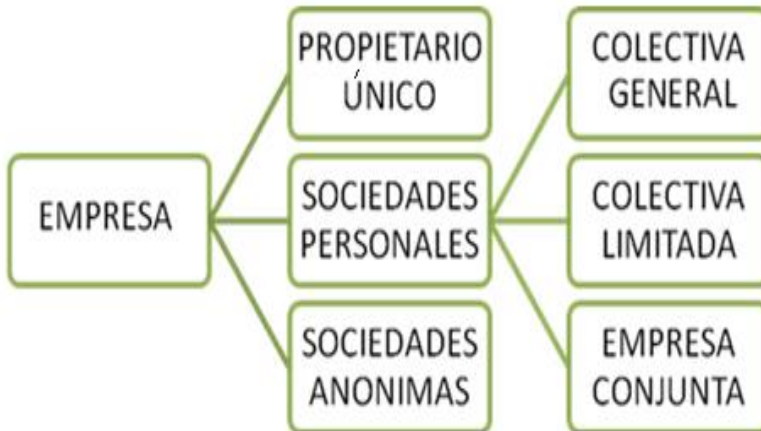 EMPRESA
PROPIETARIO
ÚNICO
SOCIEDADES
PERSONALES
SOCIEDADES
ANONIMAS
COLECTIVA
GENERAL
COLECTIVA
LIMITADA
EMPRESA
CONJUNTA